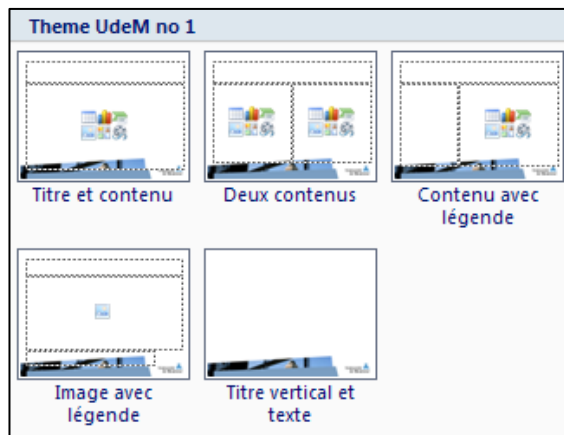 Theme UdeM no 1
Titre et contenu
Deux contenus
Contenu avec
légende
Image avec
légende
Titre vertical et
texte